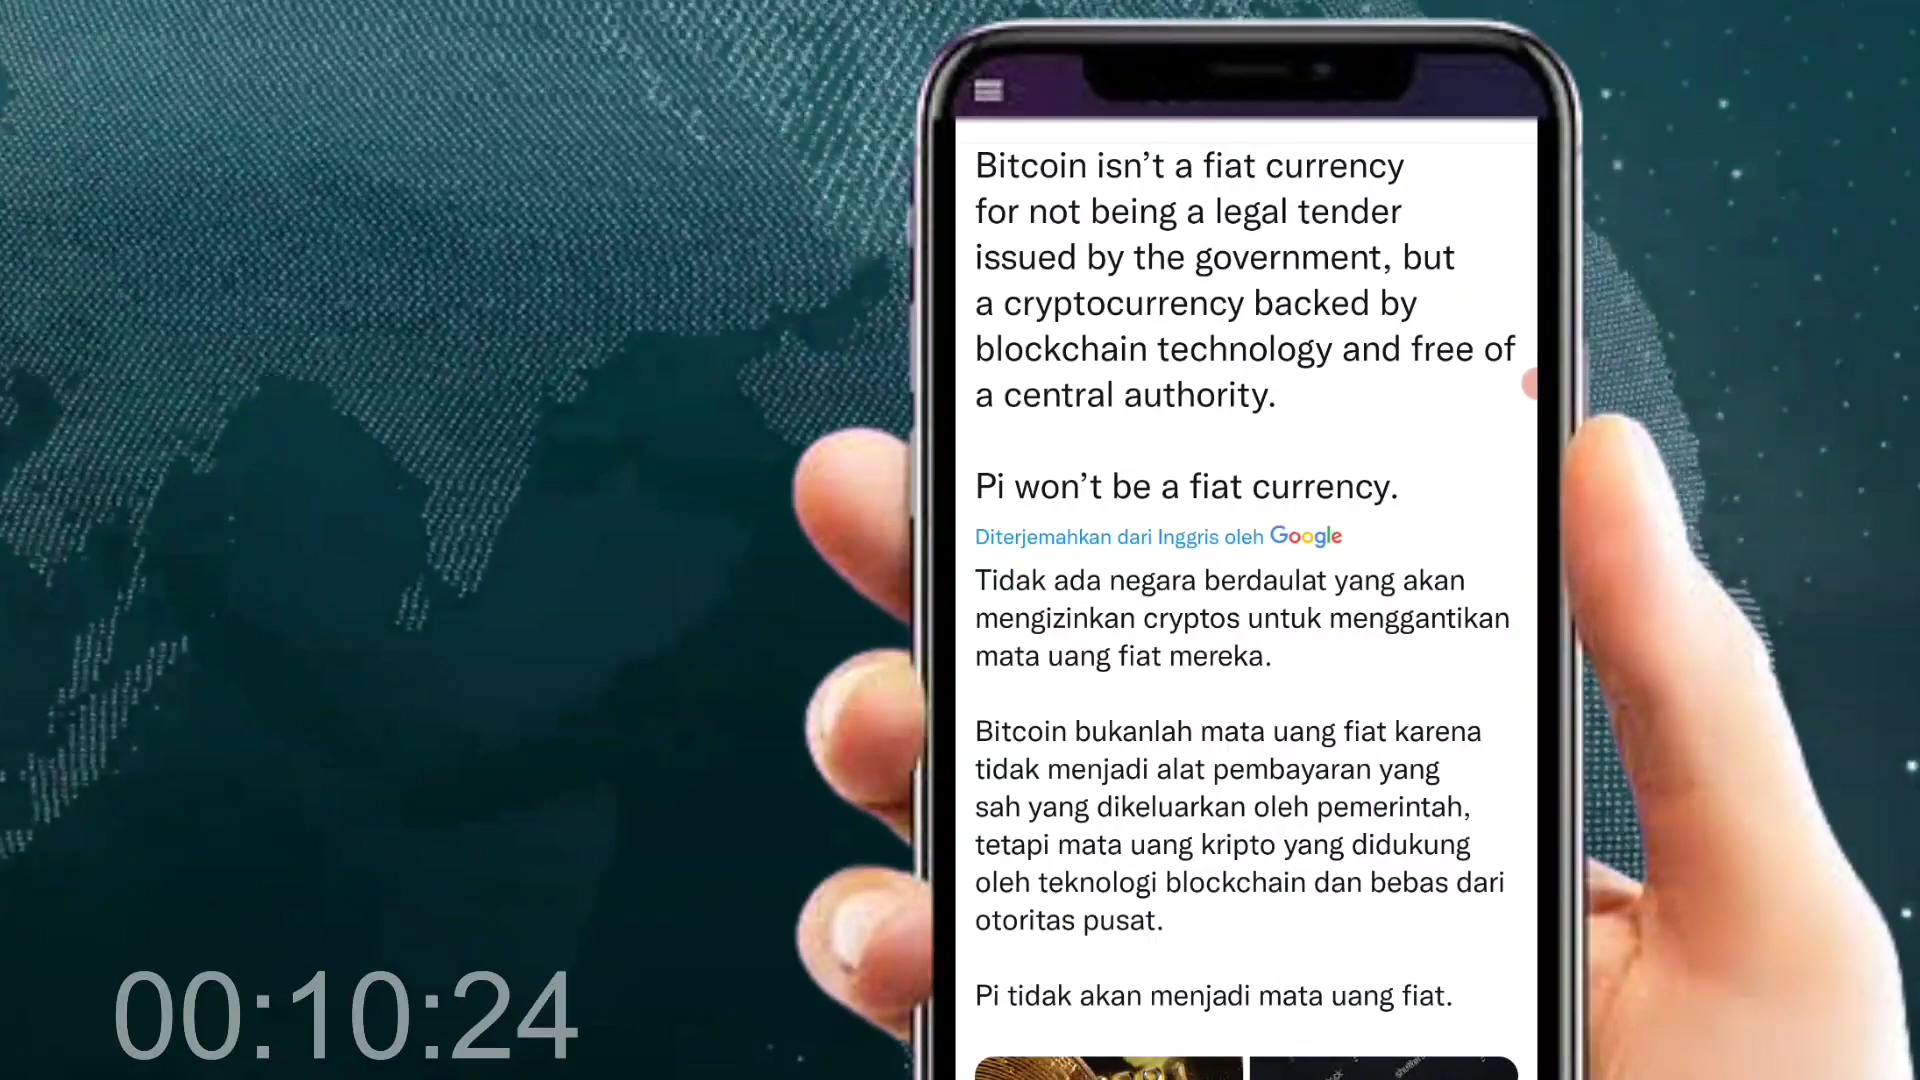 Bitcoin isn’t a fiat currency
for not being a legal tender
issued by the government, but
a cryptocurrency backed by
blockchain technology and free of
a central authority.
Pi won’t be a fiat currency.
Diterjemahkan dari Inggris oleh Google
Tidak ada negara berdaulat yang akan
mengizinkan cryptos untuk menggantikan
mata uang fiat mereka.
Bitcoin bukanlah mata uang fiat karena
tidak menjadi alat pembayaran yang
sah yang dikeluarkan oleh pemerintah,
tetapi mata uang kripto yang didukung
oleh teknologi blockchain dan bebas dari
otoritas pusat.
Pi tidak akan menjadi mata uang fiat.
00:10:24